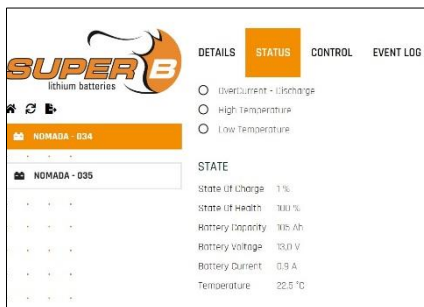 SUPER B
lithium batteries
DETAILS STATUS CONTROL EVENT LOG
OverCurrent - Discharge
High Temperature
Low Temperature
NOMADA - 034
NOMADA - 035
STATE
State Of Charge 1 %
State Of Health 100 %
Battery Capacity 105 Ah
Battery Voltage 13,0 V
Battery Current 0.9 A
Temperature 22.5 °C